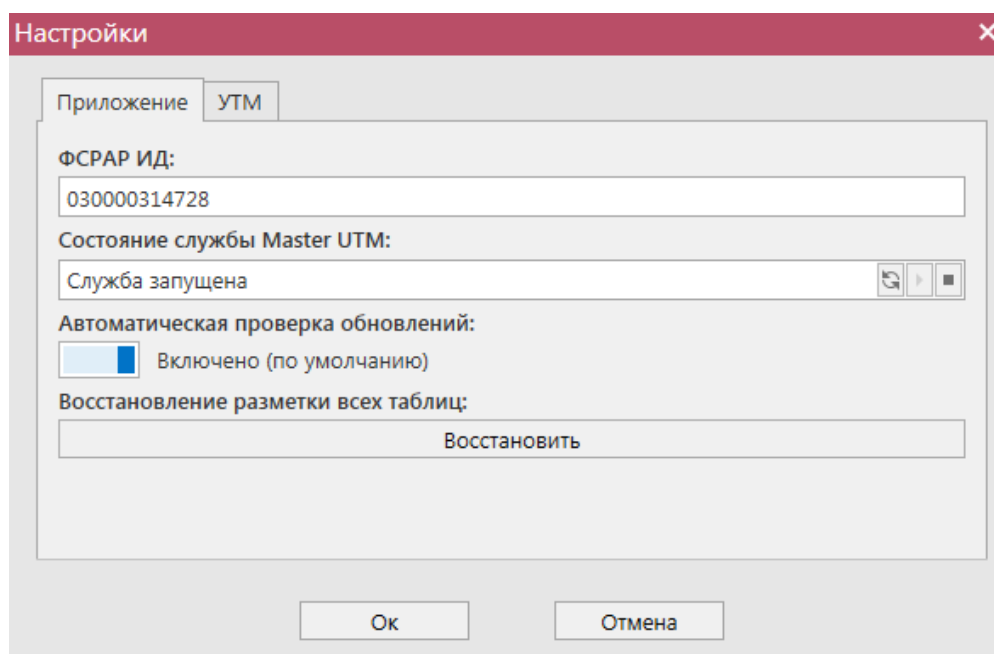 Настройки
Приложение
УТМ
ФСРАР ИД:
030000314728
Состояние службы Master UTM:
Служба запущена
Автоматическая проверка обновлений:
Включено (по умолчанию)
Восстановление разметки всех таблиц:
Восстановить
Ок
Отмена